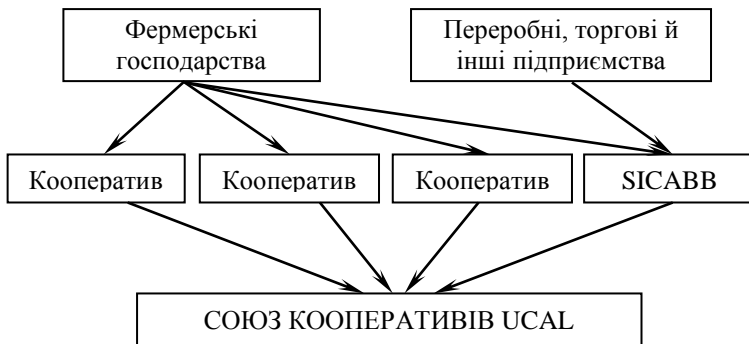 Фермерські
господарства
Переробні, торгові й
інші підприємства
Кооператив
Кооператив
Кооператив
SICABB
СОЮЗ КООПЕРАТИВІВ UCAL